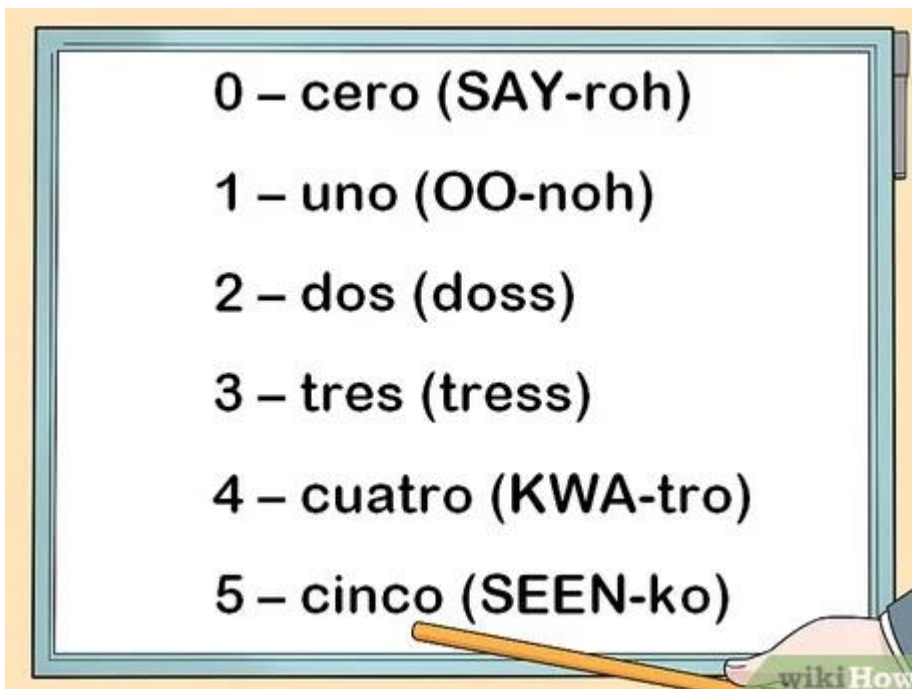 0 – cero (SAY-roh)
1 – uno (OO-noh)
2 – dos (doss)
3 – tres (tress)
4 – cuatro (KWA-tro)
5 – cinco (SEEN-ko)
wikiHow